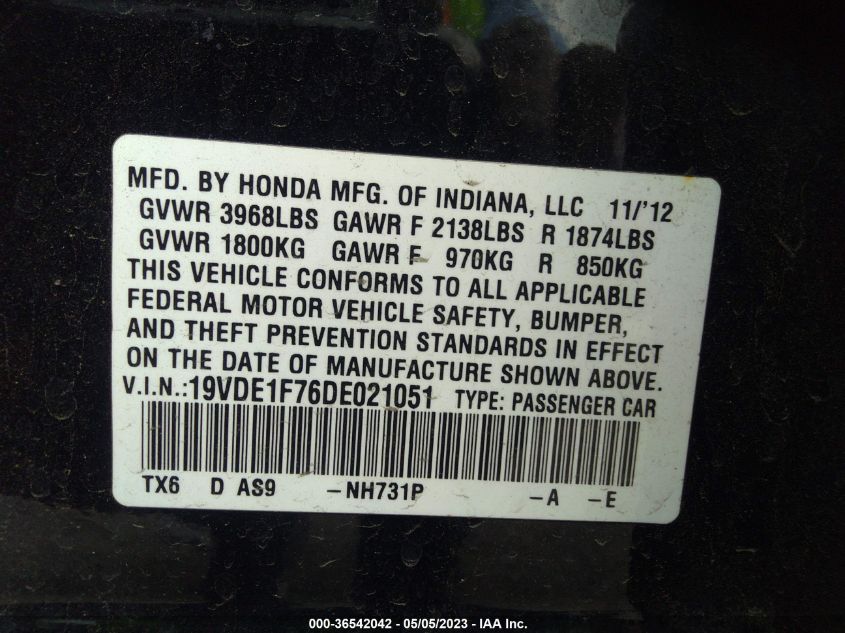 MFD. BY HONDA MFG. OF INDIANA, LLC 11/'12
GVWR 3968LBS GAWR F 2138LBS R 1874LBS
GVWR 1800KG GAWR F 970KG R 850KG
THIS VEHICLE CONFORMS TO ALL APPLICABLE
FEDERAL MOTOR VEHICLE SAFETY, BUMPER,
AND THEFT PREVENTION STANDARDS IN EFFECT
ON THE DATE OF MANUFACTURE SHOWN ABOVE.
V.I.N.:19VDE1F76DE021051 TYPE: PASSENGER CAR
TX6 D AS9 -NH731P -A -E
000-36542042 - 05/05/2023 - IAA Inc.